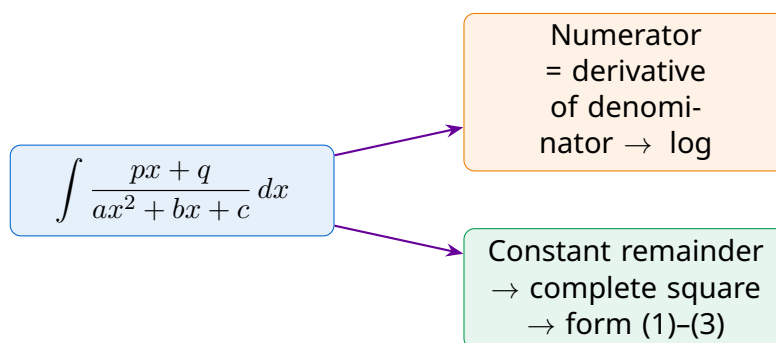 ∫ (px + q)/(ax² + bx + c) dx
Numerator
= derivative
of denomi-
nator → log
Constant remainder
→ complete square
→ form (1)–(3)